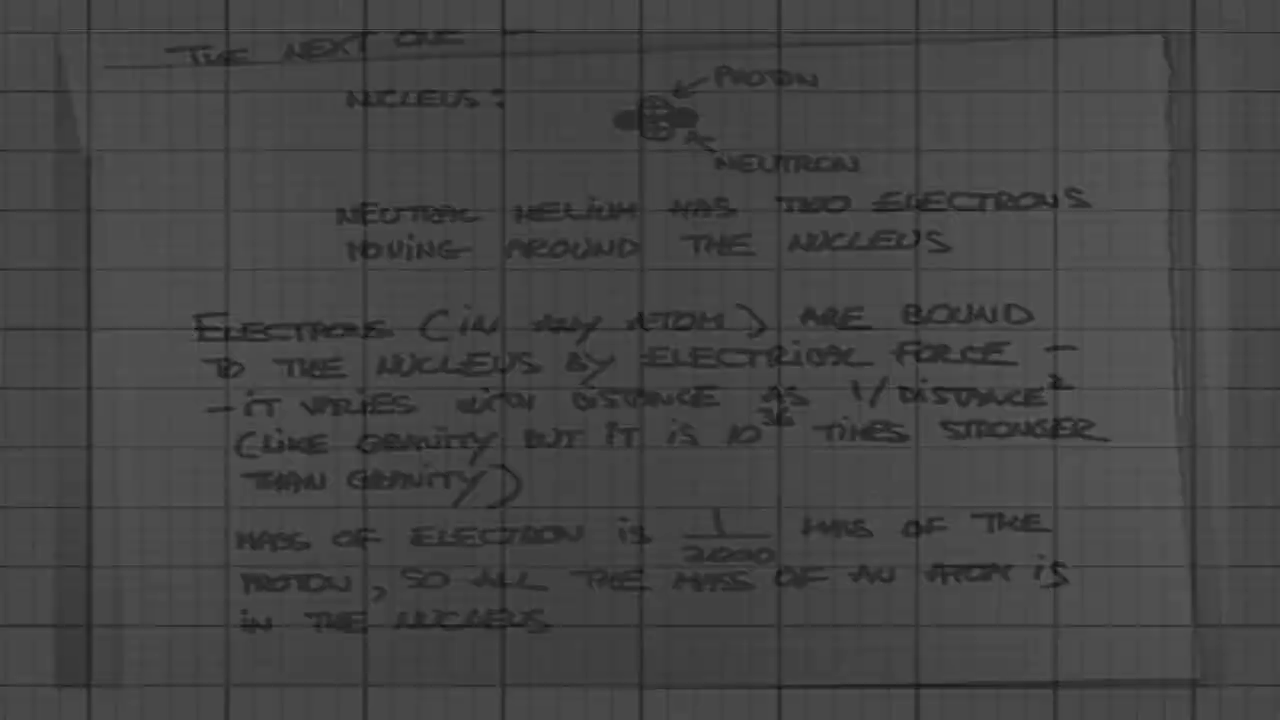 THE NEXT ONE —
NUCLEUS:
PROTON
NEUTRON
NEUTRAL HELIUM HAS TWO ELECTRONS
MOVING AROUND THE NUCLEUS
ELECTRONS (IN ANY ATOM) ARE BOUND
TO THE NUCLEUS BY ELECTRICAL FORCE —
— IT VARIES WITH DISTANCE AS 1/DISTANCE²
(LIKE GRAVITY BUT IT IS 10³⁶ TIMES STRONGER
THAN GRAVITY)
MASS OF ELECTRON IS 1/2000 MASS OF THE
PROTON, SO ALL THE MASS OF AN ATOM IS
IN THE NUCLEUS